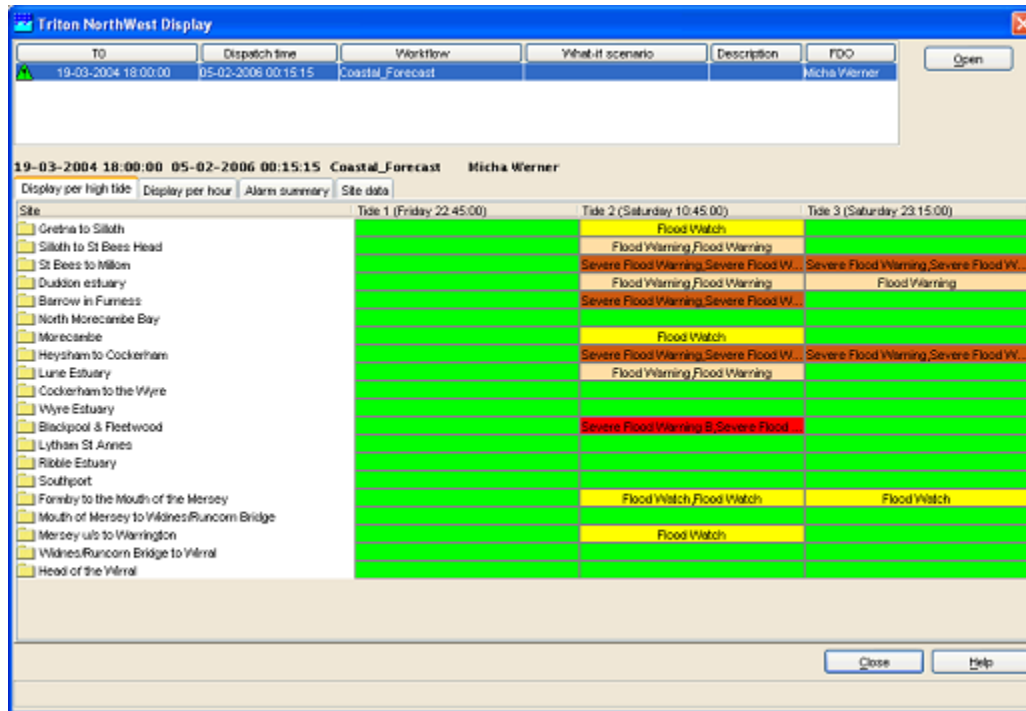 Triton NorthWest Display
T0 Dispatch time Workflow What-if scenario Description FDO
Open
19-03-2004 18:00:00 05-02-2006 00:15:15 Coastal_Forecast Micha Werner
19-03-2004 18:00:00 05-02-2006 00:15:15 Coastal_Forecast Micha Werner
Display per high tide Display per hour Alarm summary Site data
Site Tide 1 (Friday 22:45:00) Tide 2 (Saturday 10:45:00) Tide 3 (Saturday 23:15:00)
Gretna to Silloth Flood Watch
Silloth to St Bees Head Flood Warning,Flood Warning
St Bees to Millom Severe Flood Warning,Severe Flood W... Severe Flood Warning,Severe Flood W...
Duddon estuary Flood Warning,Flood Warning Flood Warning
Barrow in Furness Severe Flood Warning,Severe Flood W...
North Morecambe Bay
Morecambe Flood Watch
Heysham to Cockerham Severe Flood Warning,Severe Flood W... Severe Flood Warning,Severe Flood W...
Lune Estuary Flood Warning,Flood Warning
Cockerham to the Wyre
Wyre Estuary
Blackpool & Fleetwood Severe Flood Warning B,Severe Flood ...
Lytham St Annes
Ribble Estuary
Southport
Formby to the Mouth of the Mersey Flood Watch,Flood Watch Flood Watch
Mouth of Mersey to Widnes/Runcorn Bridge
Mersey u/s to Warrington Flood Watch
Widnes/Runcorn Bridge to Wirral
Head of the Wirral
Close Help